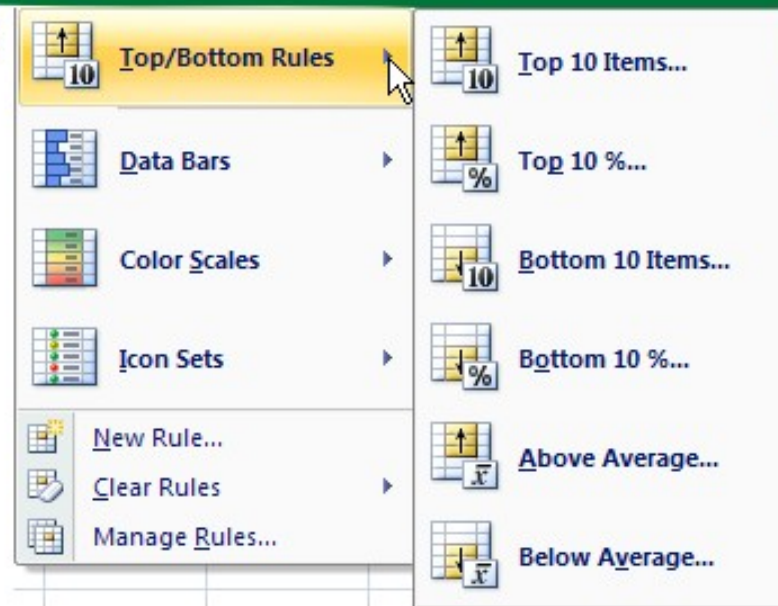 Top/Bottom Rules
Data Bars
Color Scales
Icon Sets
New Rule...
Clear Rules
Manage Rules...
Top 10 Items...
Top 10 %...
Bottom 10 Items...
Bottom 10 %...
Above Average...
Below Average...